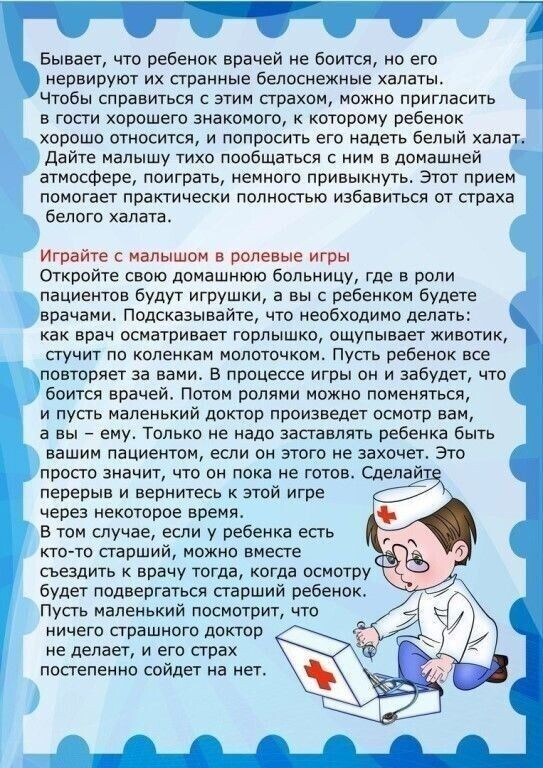 Бывает, что ребенок врачей не боится, но его
нервируют их странные белоснежные халаты.
Чтобы справиться с этим страхом, можно пригласить
в гости хорошего знакомого, к которому ребенок
хорошо относится, и попросить его надеть белый халат.
Дайте малышу тихо пообщаться с ним в домашней
атмосфере, поиграть, немного привыкнуть. Этот прием
помогает практически полностью избавиться от страха
белого халата.
Играйте с малышом в ролевые игры
Откройте свою домашнюю больницу, где в роли
пациентов будут игрушки, а вы с ребенком будете
врачами. Подсказывайте, что необходимо делать:
как врач осматривает горлышко, ощупывает животик,
стучит по коленкам молоточком. Пусть ребенок все
повторяет за вами. В процессе игры он и забудет, что
боится врачей. Потом ролями можно поменяться,
и пусть маленький доктор произведет осмотр вам,
а вы – ему. Только не надо заставлять ребенка быть
вашим пациентом, если он этого не захочет. Это
просто значит, что он пока не готов. Сделайте
перерыв и вернитесь к этой игре
через некоторое время.
В том случае, если у ребенка есть
кто-то старший, можно вместе
съездить к врачу тогда, когда осмотру
будет подвергаться старший ребенок.
Пусть маленький посмотрит, что
ничего страшного доктор
не делает, и его страх
постепенно сойдет на нет.